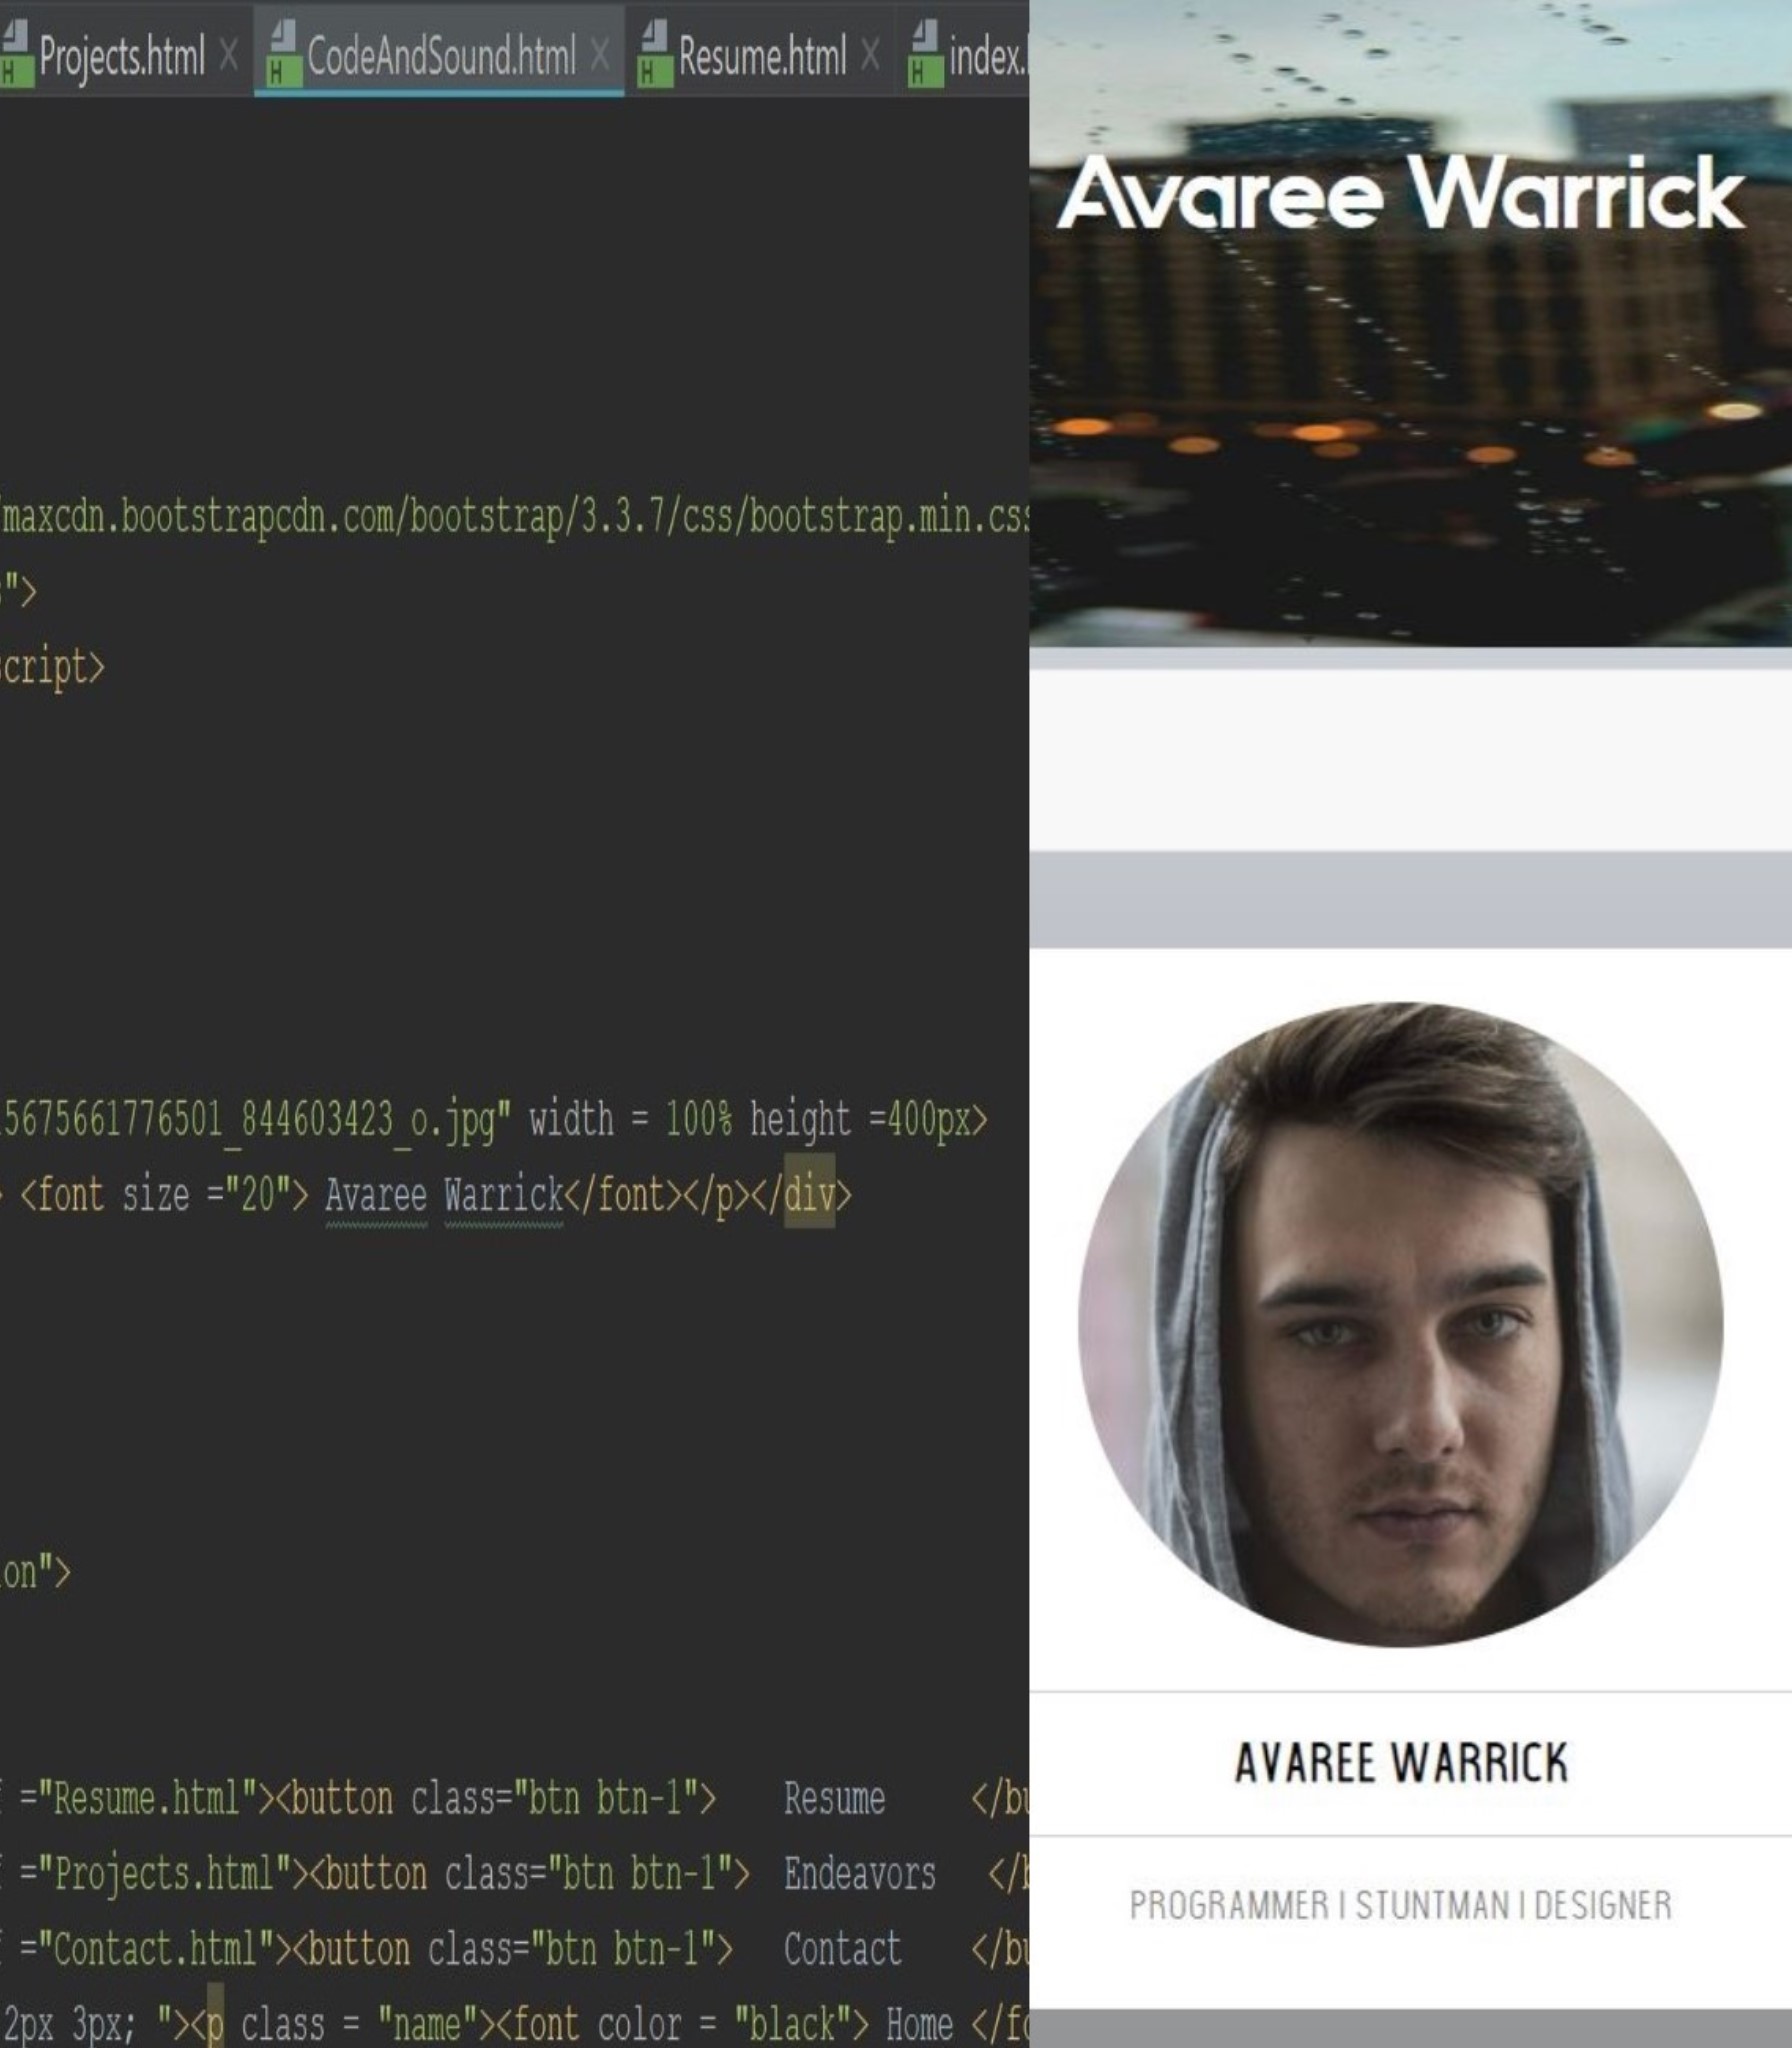 Projects.html
CodeAndSound.html
Resume.html
index.
maxcdn.bootstrapcdn.com/bootstrap/3.3.7/css/bootstrap.min.css
">
cript>
5675661776501_844603423_o.jpg" width = 100% height =400px>
<font size ="20"> Avaree Warrick</font></p></div>
on">
="Resume.html"><button class="btn btn-1"> Resume </bu
="Projects.html"><button class="btn btn-1"> Endeavors </b
="Contact.html"><button class="btn btn-1"> Contact </bu
2px 3px; "><p class = "name"><font color = "black"> Home </fo
Avaree Warrick
AVAREE WARRICK
PROGRAMMER | STUNTMAN | DESIGNER